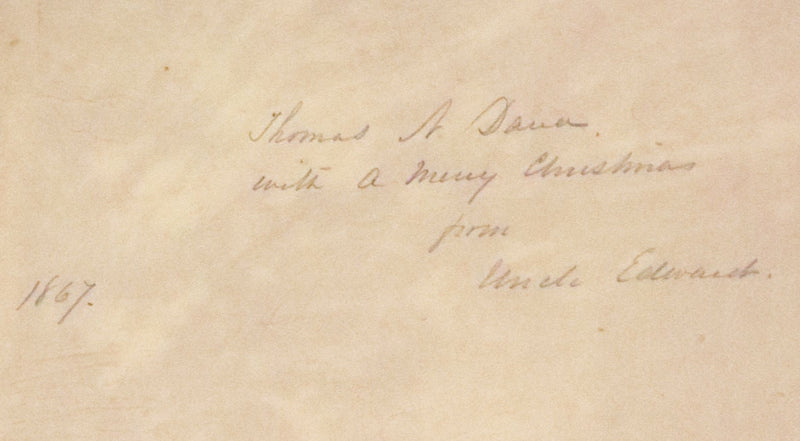 Thomas N. Dana.
with a Merry Christmas
from
Uncle Edward.
1867.